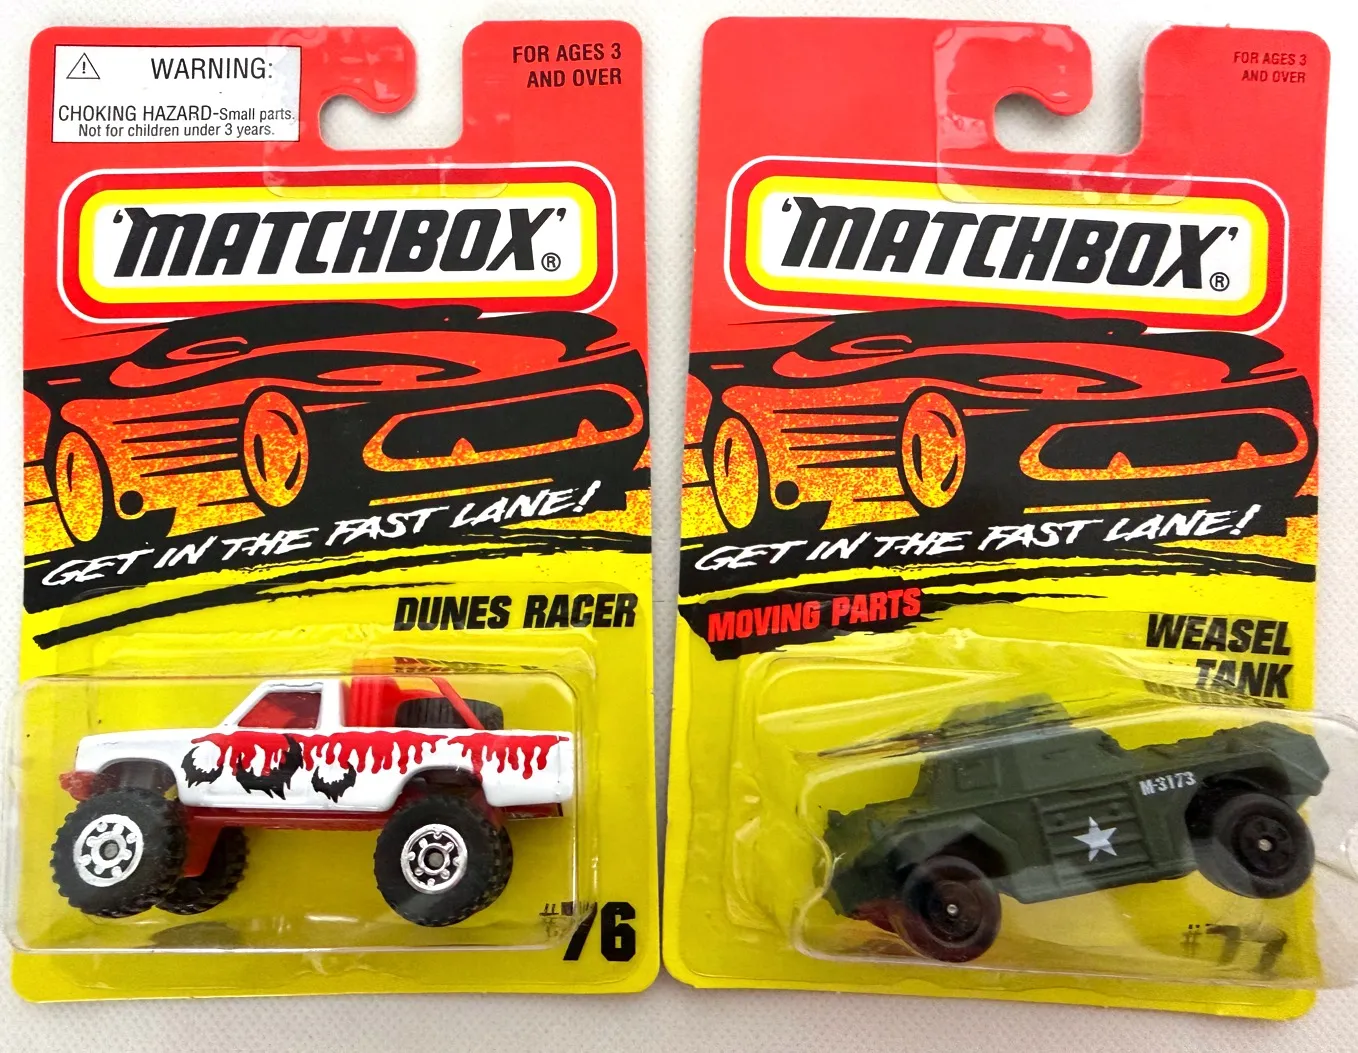 WARNING:
CHOKING HAZARD-Small parts.
Not for children under 3 years.
FOR AGES 3
AND OVER
'MATCHBOX'®
GET IN THE FAST LANE!
DUNES RACER
#76
FOR AGES 3
AND OVER
'MATCHBOX'®
GET IN THE FAST LANE!
MOVING PARTS
WEASEL
TANK
M-3173
#77